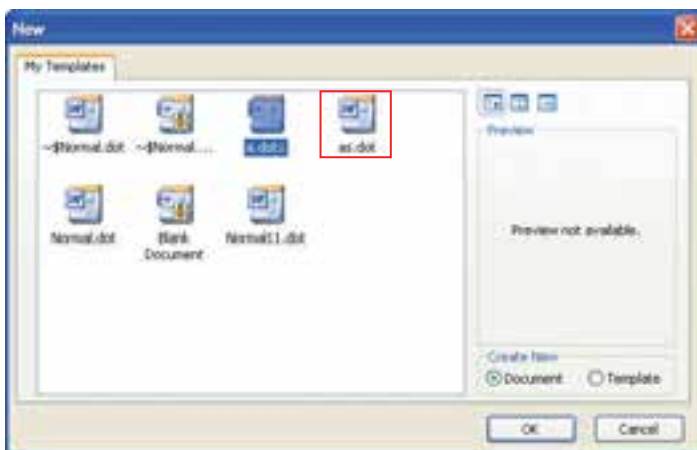 New
My Templates
~$Normal.dot ~$Normal.... as.dot
Preview
Normal.dot Blank Document Normal11.dot
Preview not available.
Create New
Document Template
OK Cancel